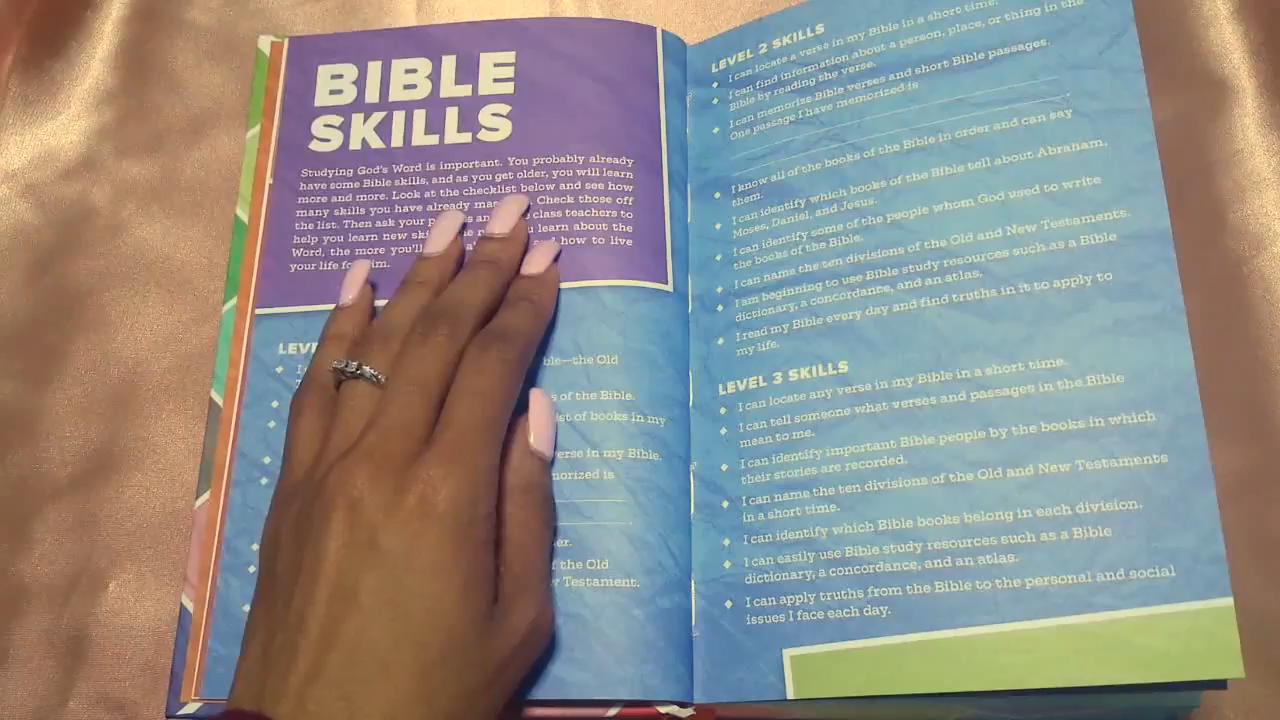 BIBLE
SKILLS
Studying God's Word is important. You probably already
have some Bible skills, and as you get older, you will learn
more and more. Look at the checklist below and see how
many skills you have already Check those off
the list. Then ask your class teachers to
help you learn new learn about the
Word, the more you'll how to live
your life
ble—the Old
s of the Bible.
ist of books in my
verse in my Bible.
morized is
er.
f the Old
w Testament.
LEVEL 2 SKILLS
I can locate a verse in my Bible in a short time.
I can find information about a person, place, or thing in the
Bible by reading the verse.
I can memorize Bible verses and short Bible passages.
One passage I have memorized is
I know all of the books of the Bible in order and can say
them.
I can identify which books of the Bible tell about Abraham,
Moses, Daniel, and Jesus.
I can identify some of the people whom God used to write
the books of the Bible.
I can name the ten divisions of the Old and New Testaments.
I am beginning to use Bible study resources such as a Bible
dictionary, a concordance, and an atlas.
I read my Bible every day and find truths in it to apply to
my life.
LEVEL 3 SKILLS
I can locate any verse in my Bible in a short time.
I can tell someone what verses and passages in the Bible
mean to me.
I can identify important Bible people by the books in which
their stories are recorded.
I can name the ten divisions of the Old and New Testaments
in a short time.
I can identify which Bible books belong in each division.
I can easily use Bible study resources such as a Bible
dictionary, a concordance, and an atlas.
I can apply truths from the Bible to the personal and social
issues I face each day.